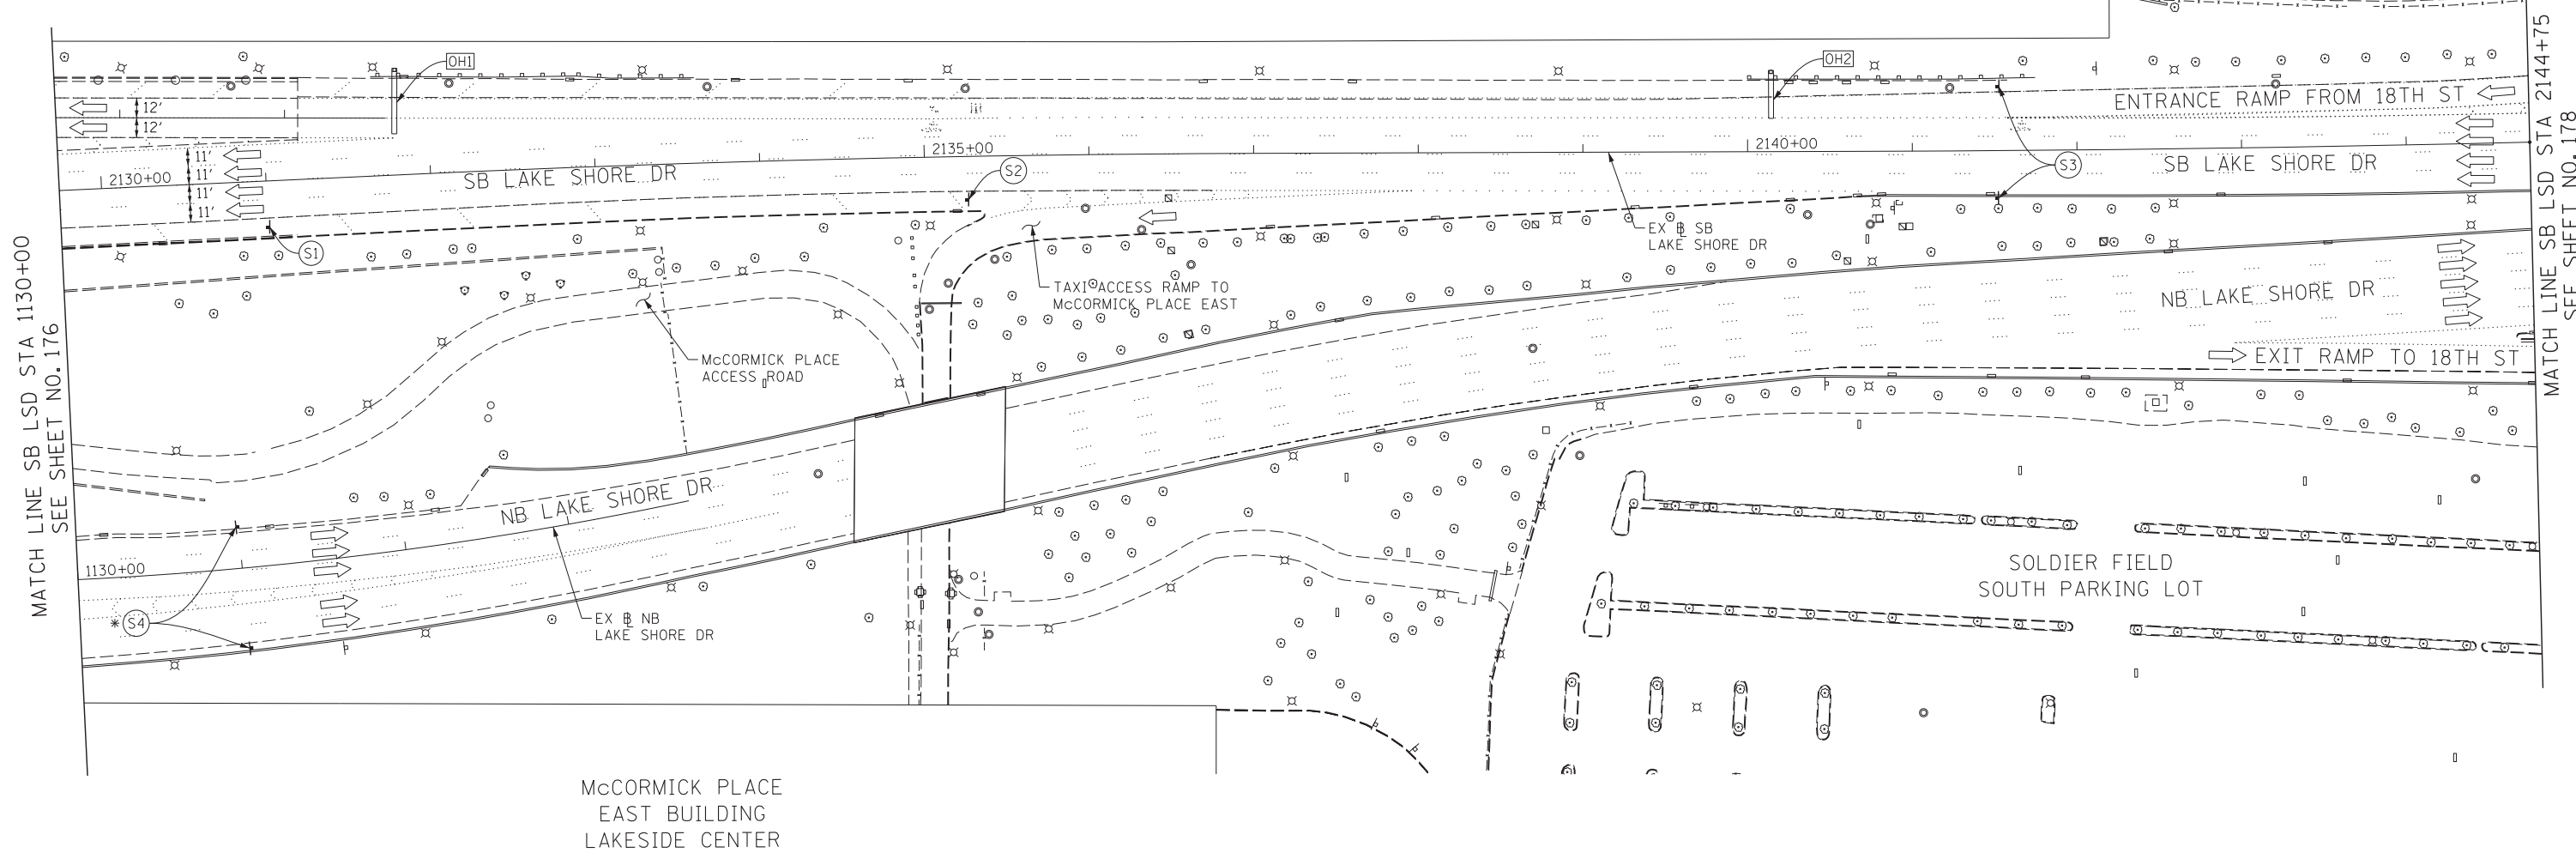 OH1
OH2
12'
12'
ENTRANCE RAMP FROM 18TH ST
11'
11'
11'
11'
2130+00
2135+00
2140+00
SB LAKE SHORE DR
S2
S3
SB LAKE SHORE DR
S1
EX ⅊ SB
LAKE SHORE DR
TAXI ACCESS RAMP TO
McCORMICK PLACE EAST
NB LAKE SHORE DR
McCORMICK PLACE
ACCESS ROAD
EXIT RAMP TO 18TH ST
MATCH LINE SB LSD STA 1130+00
SEE SHEET NO. 176
MATCH LINE SB LSD STA 2144+75
SEE SHEET NO. 178
NB LAKE SHORE DR
1130+00
* S4
EX ⅊ NB
LAKE SHORE DR
SOLDIER FIELD
SOUTH PARKING LOT
McCORMICK PLACE
EAST BUILDING
LAKESIDE CENTER